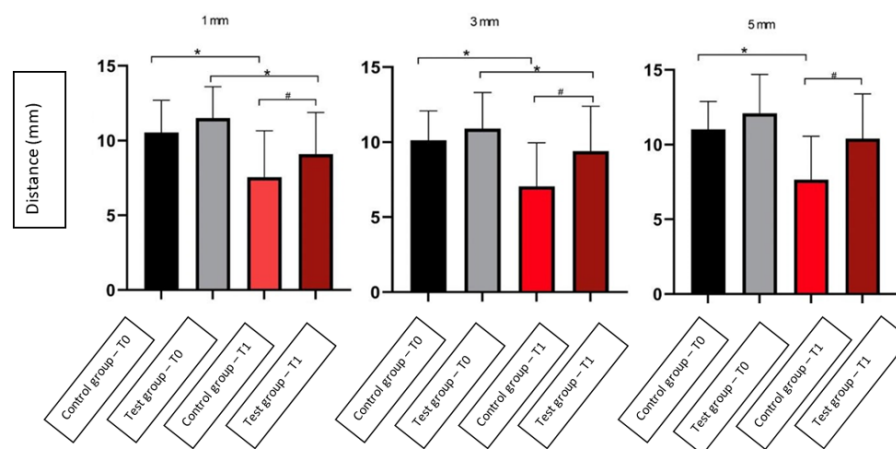 1 mm
3 mm
5 mm
Distance (mm)
15
10
5
0
*
*
#
15
10
5
0
*
*
#
15
10
5
0
*
#
Control group – T0
Test group – T0
Control group – T1
Test group – T1
Control group – T0
Test group – T0
Control group – T1
Test group – T1
Control group – T0
Test group – T0
Control group – T1
Test group – T1